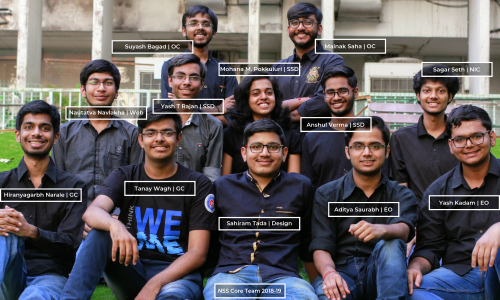 Suyash Bagad | OC
Mainak Saha | OC
Mohana M. Pokkuluri | SSD
Sagar Seth | NIC
Navtatva Navlakha | Web
Yash T Rajan | SSD
Anshul Verma | SSD
Hiranyagarbh Narale | GC
Tanay Wagh | GC
Sahiram Tada | Design
Aditya Saurabh | EO
Yash Kadam | EO
THINK
WE
NSS Core Team 2018-19